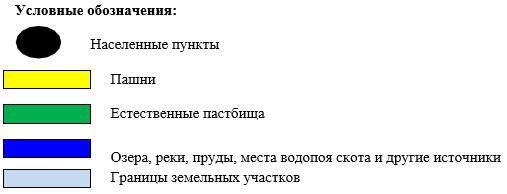 Условные обозначения:
Населенные пункты
Пашни
Естественные пастбища
Озера, реки, пруды, места водопоя скота и другие источники
Границы земельных участков